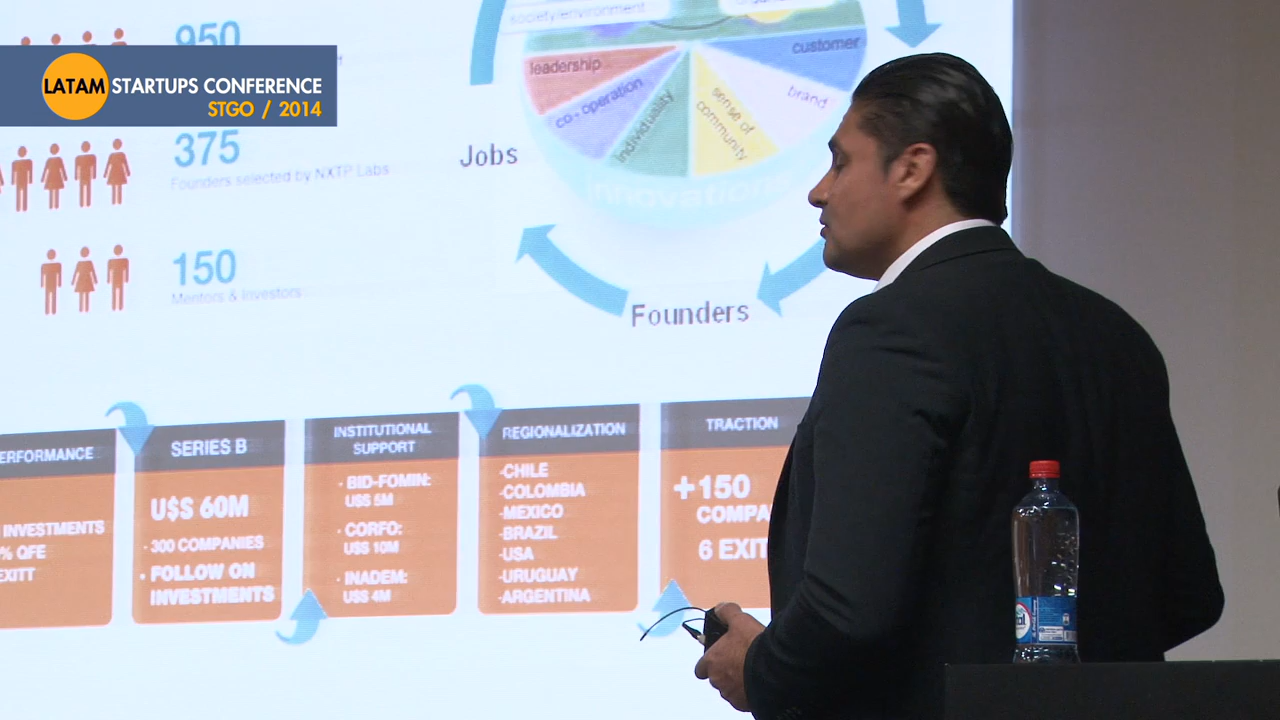 950
LATAM STARTUPS CONFERENCE
STGO / 2014
375
Founders selected by NXTP Labs
150
Mentors & Investors
society/environment
customer
leadership
co-operation
individuality
sense of
community
brand
innovation
Jobs
Founders
ERFORMANCE
INVESTMENTS
% QFE
EXITT
SERIES B
U$S 60M
· 300 COMPANIES
· FOLLOW ON
INVESTMENTS
INSTITUTIONAL
SUPPORT
· BID-FOMIN:
U$S 5M
· CORFO:
U$S 10M
· INADEM:
U$S 4M
REGIONALIZATION
-CHILE
-COLOMBIA
-MEXICO
-BRAZIL
-USA
-URUGUAY
-ARGENTINA
TRACTION
+150
COMPA
6 EXIT